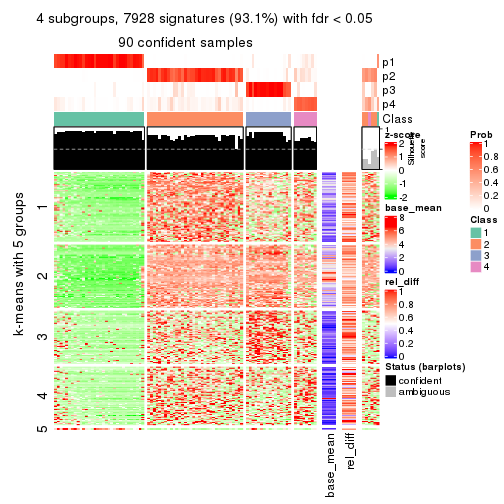 4 subgroups, 7928 signatures (93.1%) with fdr < 0.05
90 confident samples
p1
p2
p3
p4
Class
1
Silhouette
score
z-score
2
1
0
-1
-2
Prob
1
0.8
0.6
0.4
0.2
0
base_mean
8
6
4
2
0
Class
1
2
3
4
rel_diff
1
0.8
0.6
0.4
0.2
0
Status (barplots)
confident
ambiguous
k-means with 5 groups
1
2
3
4
5
base_mean
rel_diff